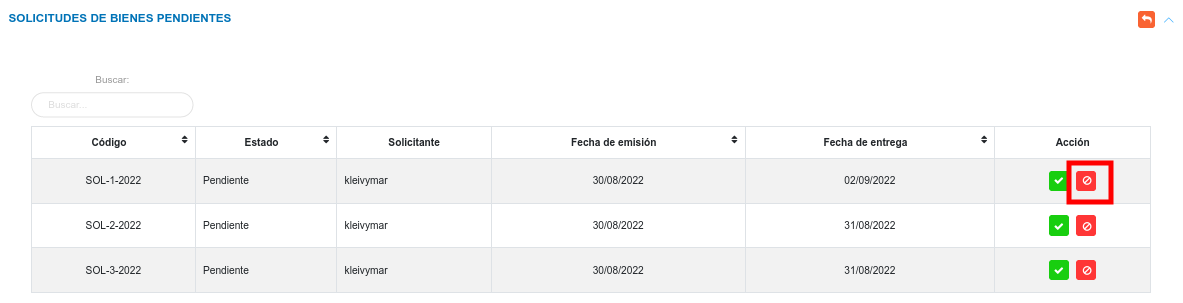 SOLICITUDES DE BIENES PENDIENTES
Buscar:
Buscar...
Código Estado Solicitante Fecha de emisión Fecha de entrega Acción
SOL-1-2022 Pendiente kleivymar 30/08/2022 02/09/2022
SOL-2-2022 Pendiente kleivymar 30/08/2022 31/08/2022
SOL-3-2022 Pendiente kleivymar 30/08/2022 31/08/2022